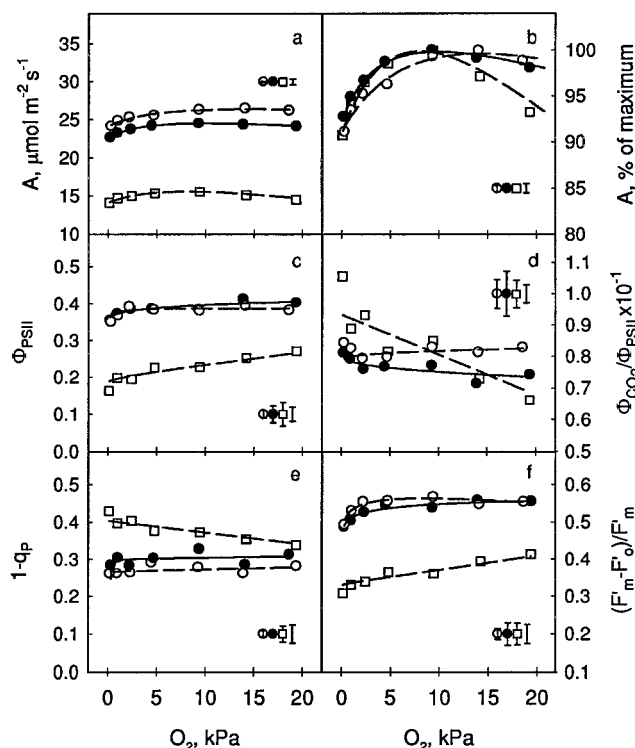 A, μmol m⁻² s⁻¹
40
35
30
25
20
15
10
a
b
100
95
90
85
80
A, % of maximum
Φ_PSII
0.5
0.4
0.3
0.2
0.1
0.0
c
d
1.1
1.0
0.9
0.8
0.7
0.6
0.5
Φ_CO₂/Φ_PSII x10⁻¹
1-q_P
0.5
0.4
0.3
0.2
0.1
0.0
e
f
0.7
0.6
0.5
0.4
0.3
0.2
0.1
(F'_m-F'_o)/F'_m
0 5 10 15 20
0 5 10 15 20
O₂, kPa
O₂, kPa